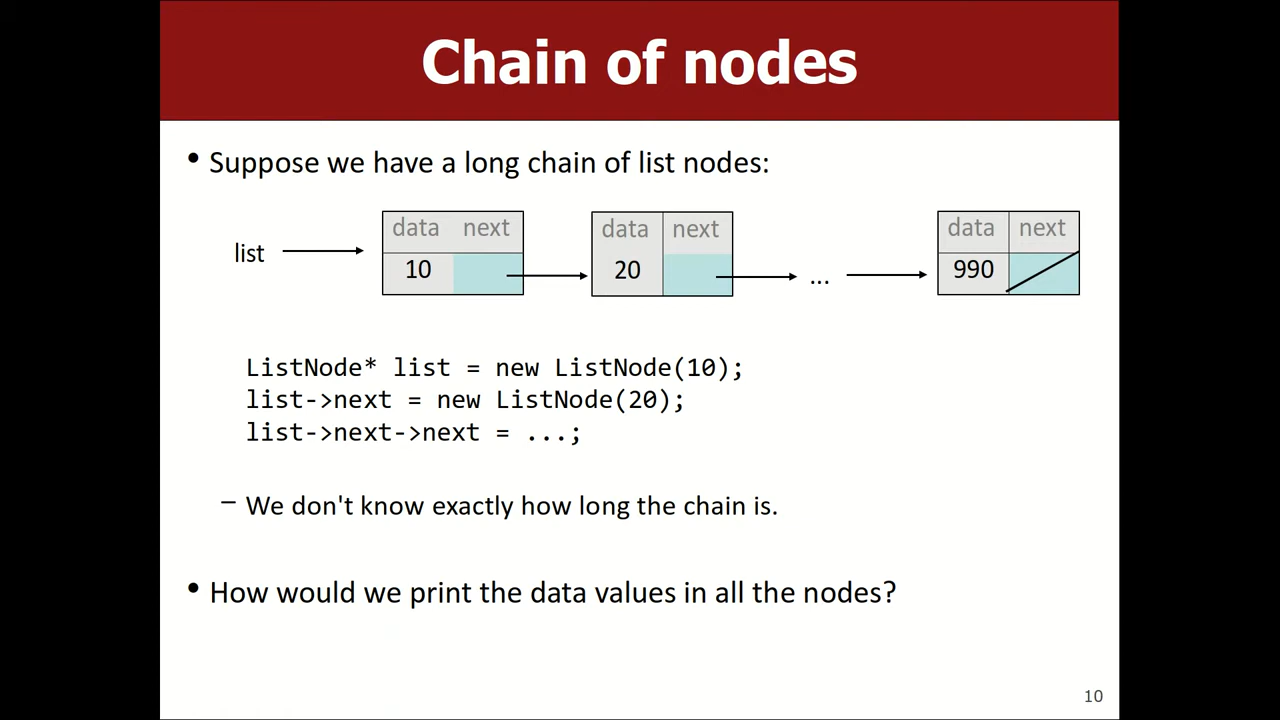 Chain of nodes
• Suppose we have a long chain of list nodes:
data next data next data next
list 10 20 ... 990
ListNode* list = new ListNode(10);
list->next = new ListNode(20);
list->next->next = ...;
– We don't know exactly how long the chain is.
• How would we print the data values in all the nodes?
10